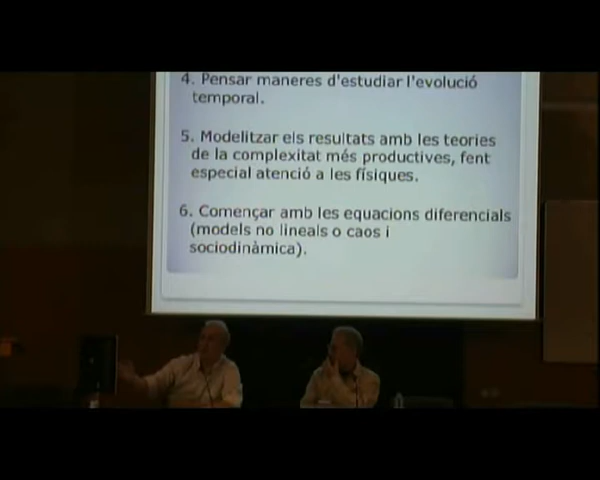 4. Pensar maneres d'estudiar l'evolució
temporal.
5. Modelitzar els resultats amb les teories
de la complexitat més productives, fent
especial atenció a les físiques.
6. Començar amb les equacions diferencials
(models no lineals o caos i
sociodinàmica).